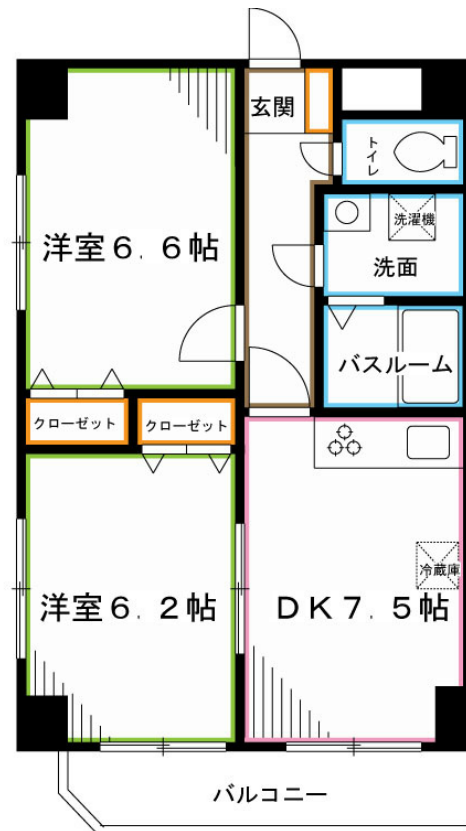 玄関
トイレ
洗濯機
洋室6.6帖
洗面
バスルーム
クローゼット
クローゼット
冷蔵庫
洋室6.2帖
DK7.5帖
バルコニー